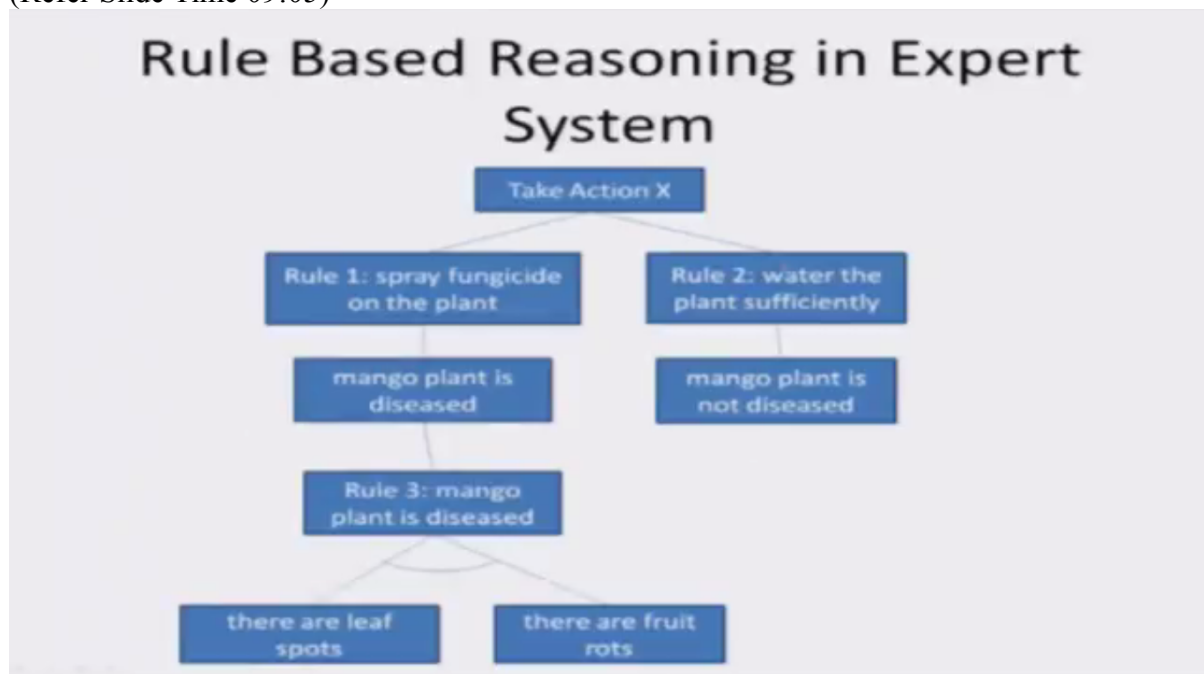 Rule Based Reasoning in Expert
System
Take Action X
Rule 1: spray fungicide
on the plant
Rule 2: water the
plant sufficiently
mango plant is
diseased
mango plant is
not diseased
Rule 3: mango
plant is diseased
there are leaf
spots
there are fruit
rots